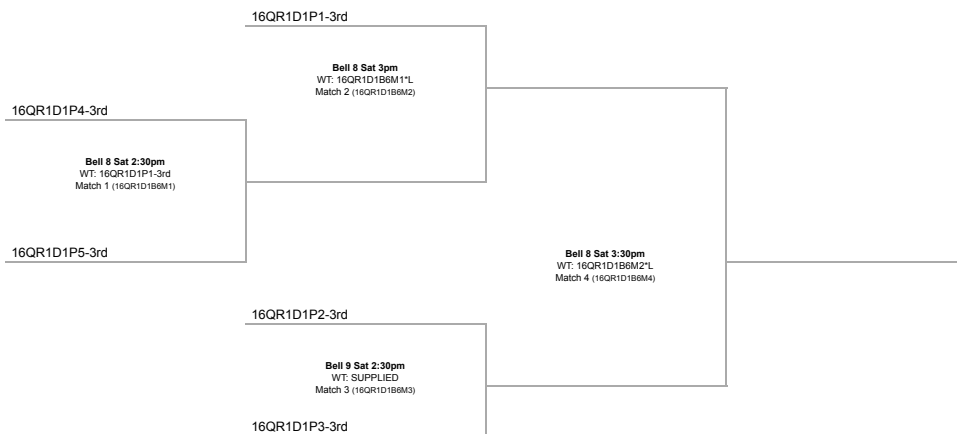 16QR1D1P1-3rd
Bell 8 Sat 3pm
WT: 16QR1D1B6M1*L
Match 2 (16QR1D1B6M2)
16QR1D1P4-3rd
Bell 8 Sat 2:30pm
WT: 16QR1D1P1-3rd
Match 1 (16QR1D1B6M1)
16QR1D1P5-3rd
Bell 8 Sat 3:30pm
WT: 16QR1D1B6M2*L
Match 4 (16QR1D1B6M4)
16QR1D1P2-3rd
Bell 9 Sat 2:30pm
WT: SUPPLIED
Match 3 (16QR1D1B6M3)
16QR1D1P3-3rd